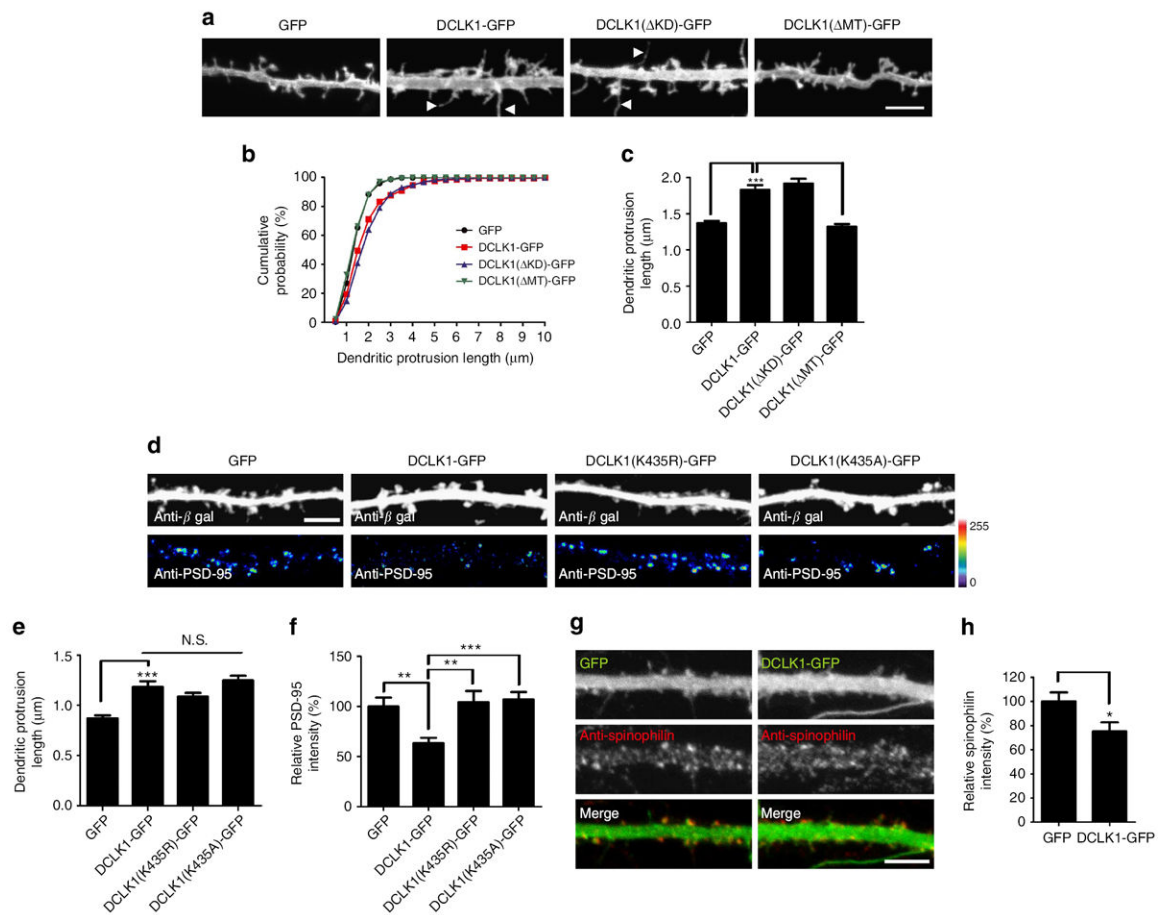 a
GFP
DCLK1-GFP
DCLK1(ΔKD)-GFP
DCLK1(ΔMT)-GFP
b
Cumulative
probability (%)
100
80
60
40
20
0
1 2 3 4 5 6 7 8 9 10
Dendritic protrusion length (μm)
GFP
DCLK1-GFP
DCLK1(ΔKD)-GFP
DCLK1(ΔMT)-GFP
c
Dendritic protrusion
length (μm)
2.0
1.5
1.0
0.5
0.0
***
GFP
DCLK1-GFP
DCLK1(ΔKD)-GFP
DCLK1(ΔMT)-GFP
d
GFP
DCLK1-GFP
DCLK1(K435R)-GFP
DCLK1(K435A)-GFP
Anti-β gal
Anti-β gal
Anti-β gal
Anti-β gal
Anti-PSD-95
Anti-PSD-95
Anti-PSD-95
Anti-PSD-95
255
0
e
Dendritic protrusion
length (μm)
1.5
1.0
0.5
0.0
N.S.
***
GFP
DCLK1-GFP
DCLK1(K435R)-GFP
DCLK1(K435A)-GFP
f
Relative PSD-95
intensity (%)
150
100
50
0
**
**
***
GFP
DCLK1-GFP
DCLK1(K435R)-GFP
DCLK1(K435A)-GFP
g
GFP
DCLK1-GFP
Anti-spinophilin
Anti-spinophilin
Merge
Merge
h
Relative spinophilin
intensity (%)
120
100
80
60
40
20
0
*
GFP DCLK1-GFP